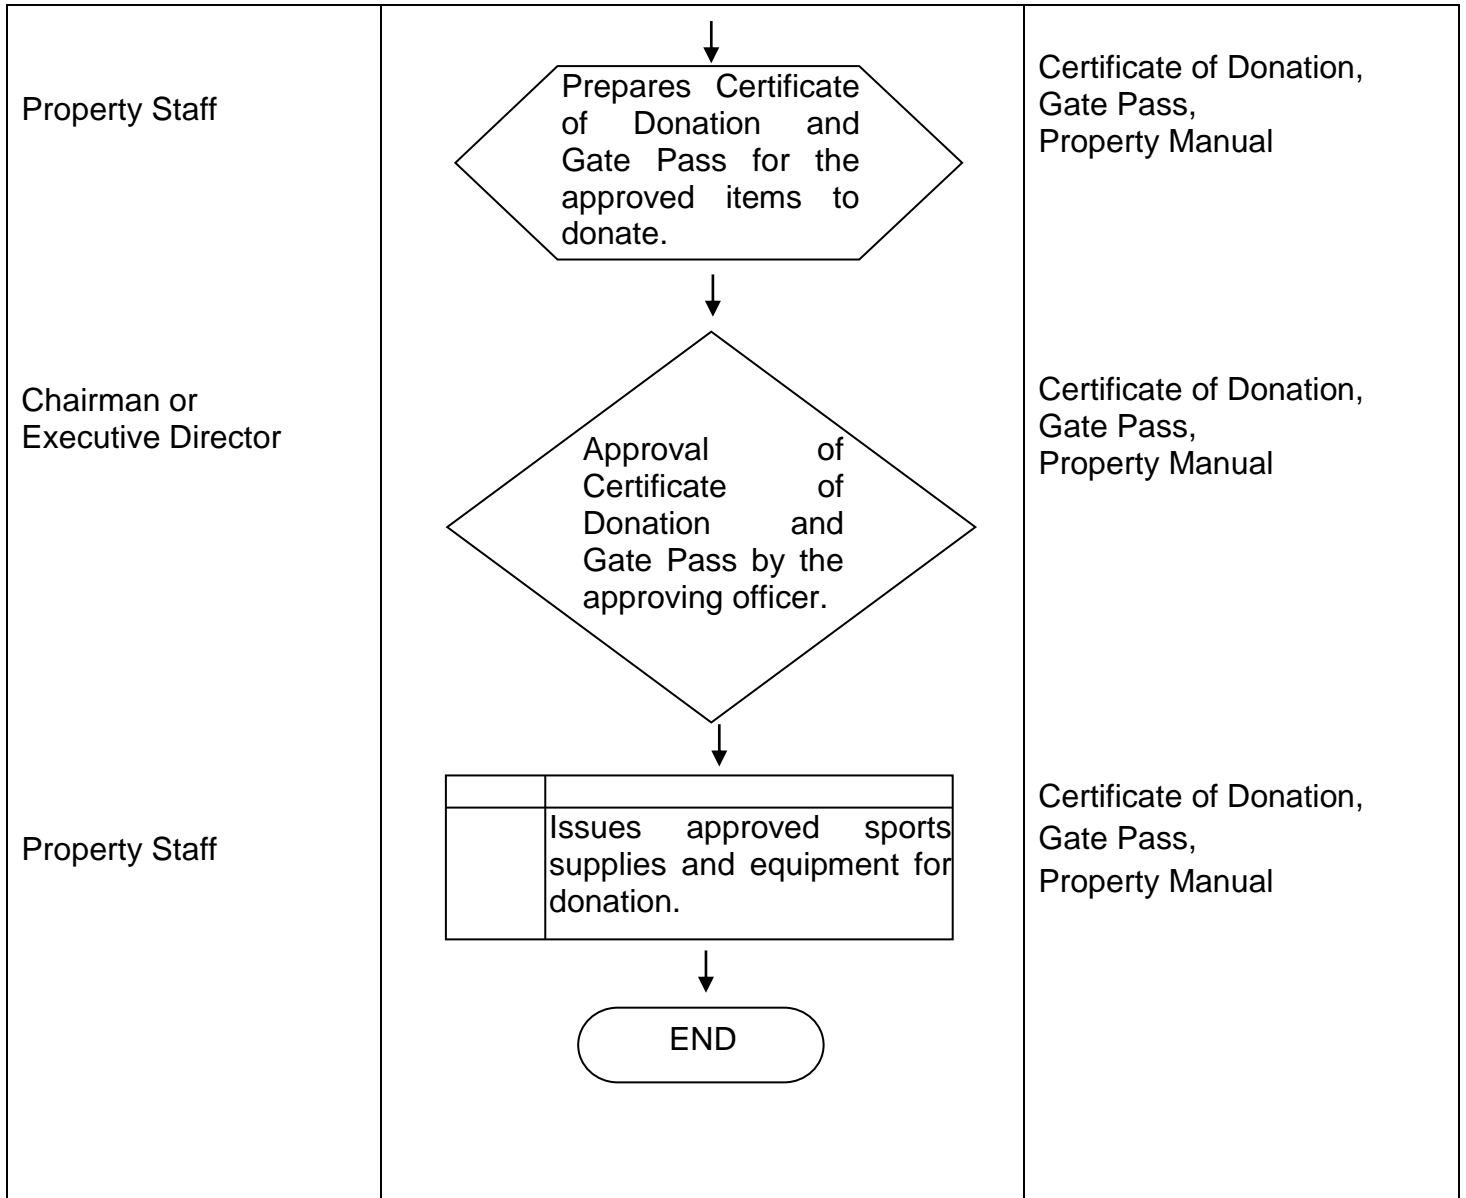 Property Staff
Prepares Certificate
of Donation and
Gate Pass for the
approved items to
donate.
Certificate of Donation,
Gate Pass,
Property Manual
Chairman or
Executive Director
Approval of
Certificate of
Donation and
Gate Pass by the
approving officer.
Certificate of Donation,
Gate Pass,
Property Manual
Property Staff
Issues approved sports
supplies and equipment for
donation.
Certificate of Donation,
Gate Pass,
Property Manual
END